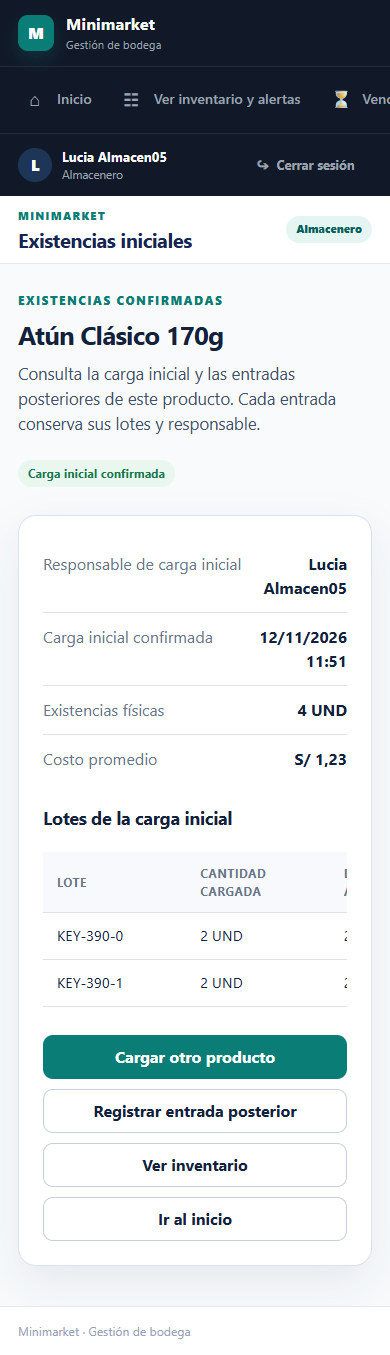 M
Minimarket
Gestión de bodega
Inicio
Ver inventario y alertas
L
Lucia Almacen05
Almacenero
Cerrar sesión
MINIMARKET
Existencias iniciales
Almacenero
EXISTENCIAS CONFIRMADAS
Atún Clásico 170g
Consulta la carga inicial y las entradas
posteriores de este producto. Cada entrada
conserva sus lotes y responsable.
Carga inicial confirmada
Responsable de carga inicial
Lucia
Almacen05
Carga inicial confirmada
12/11/2026
11:51
Existencias físicas
4 UND
Costo promedio
S/ 1,23
Lotes de la carga inicial
LOTE
CANTIDAD
CARGADA
KEY-390-0
2 UND
KEY-390-1
2 UND
Cargar otro producto
Registrar entrada posterior
Ver inventario
Ir al inicio
Minimarket · Gestión de bodega